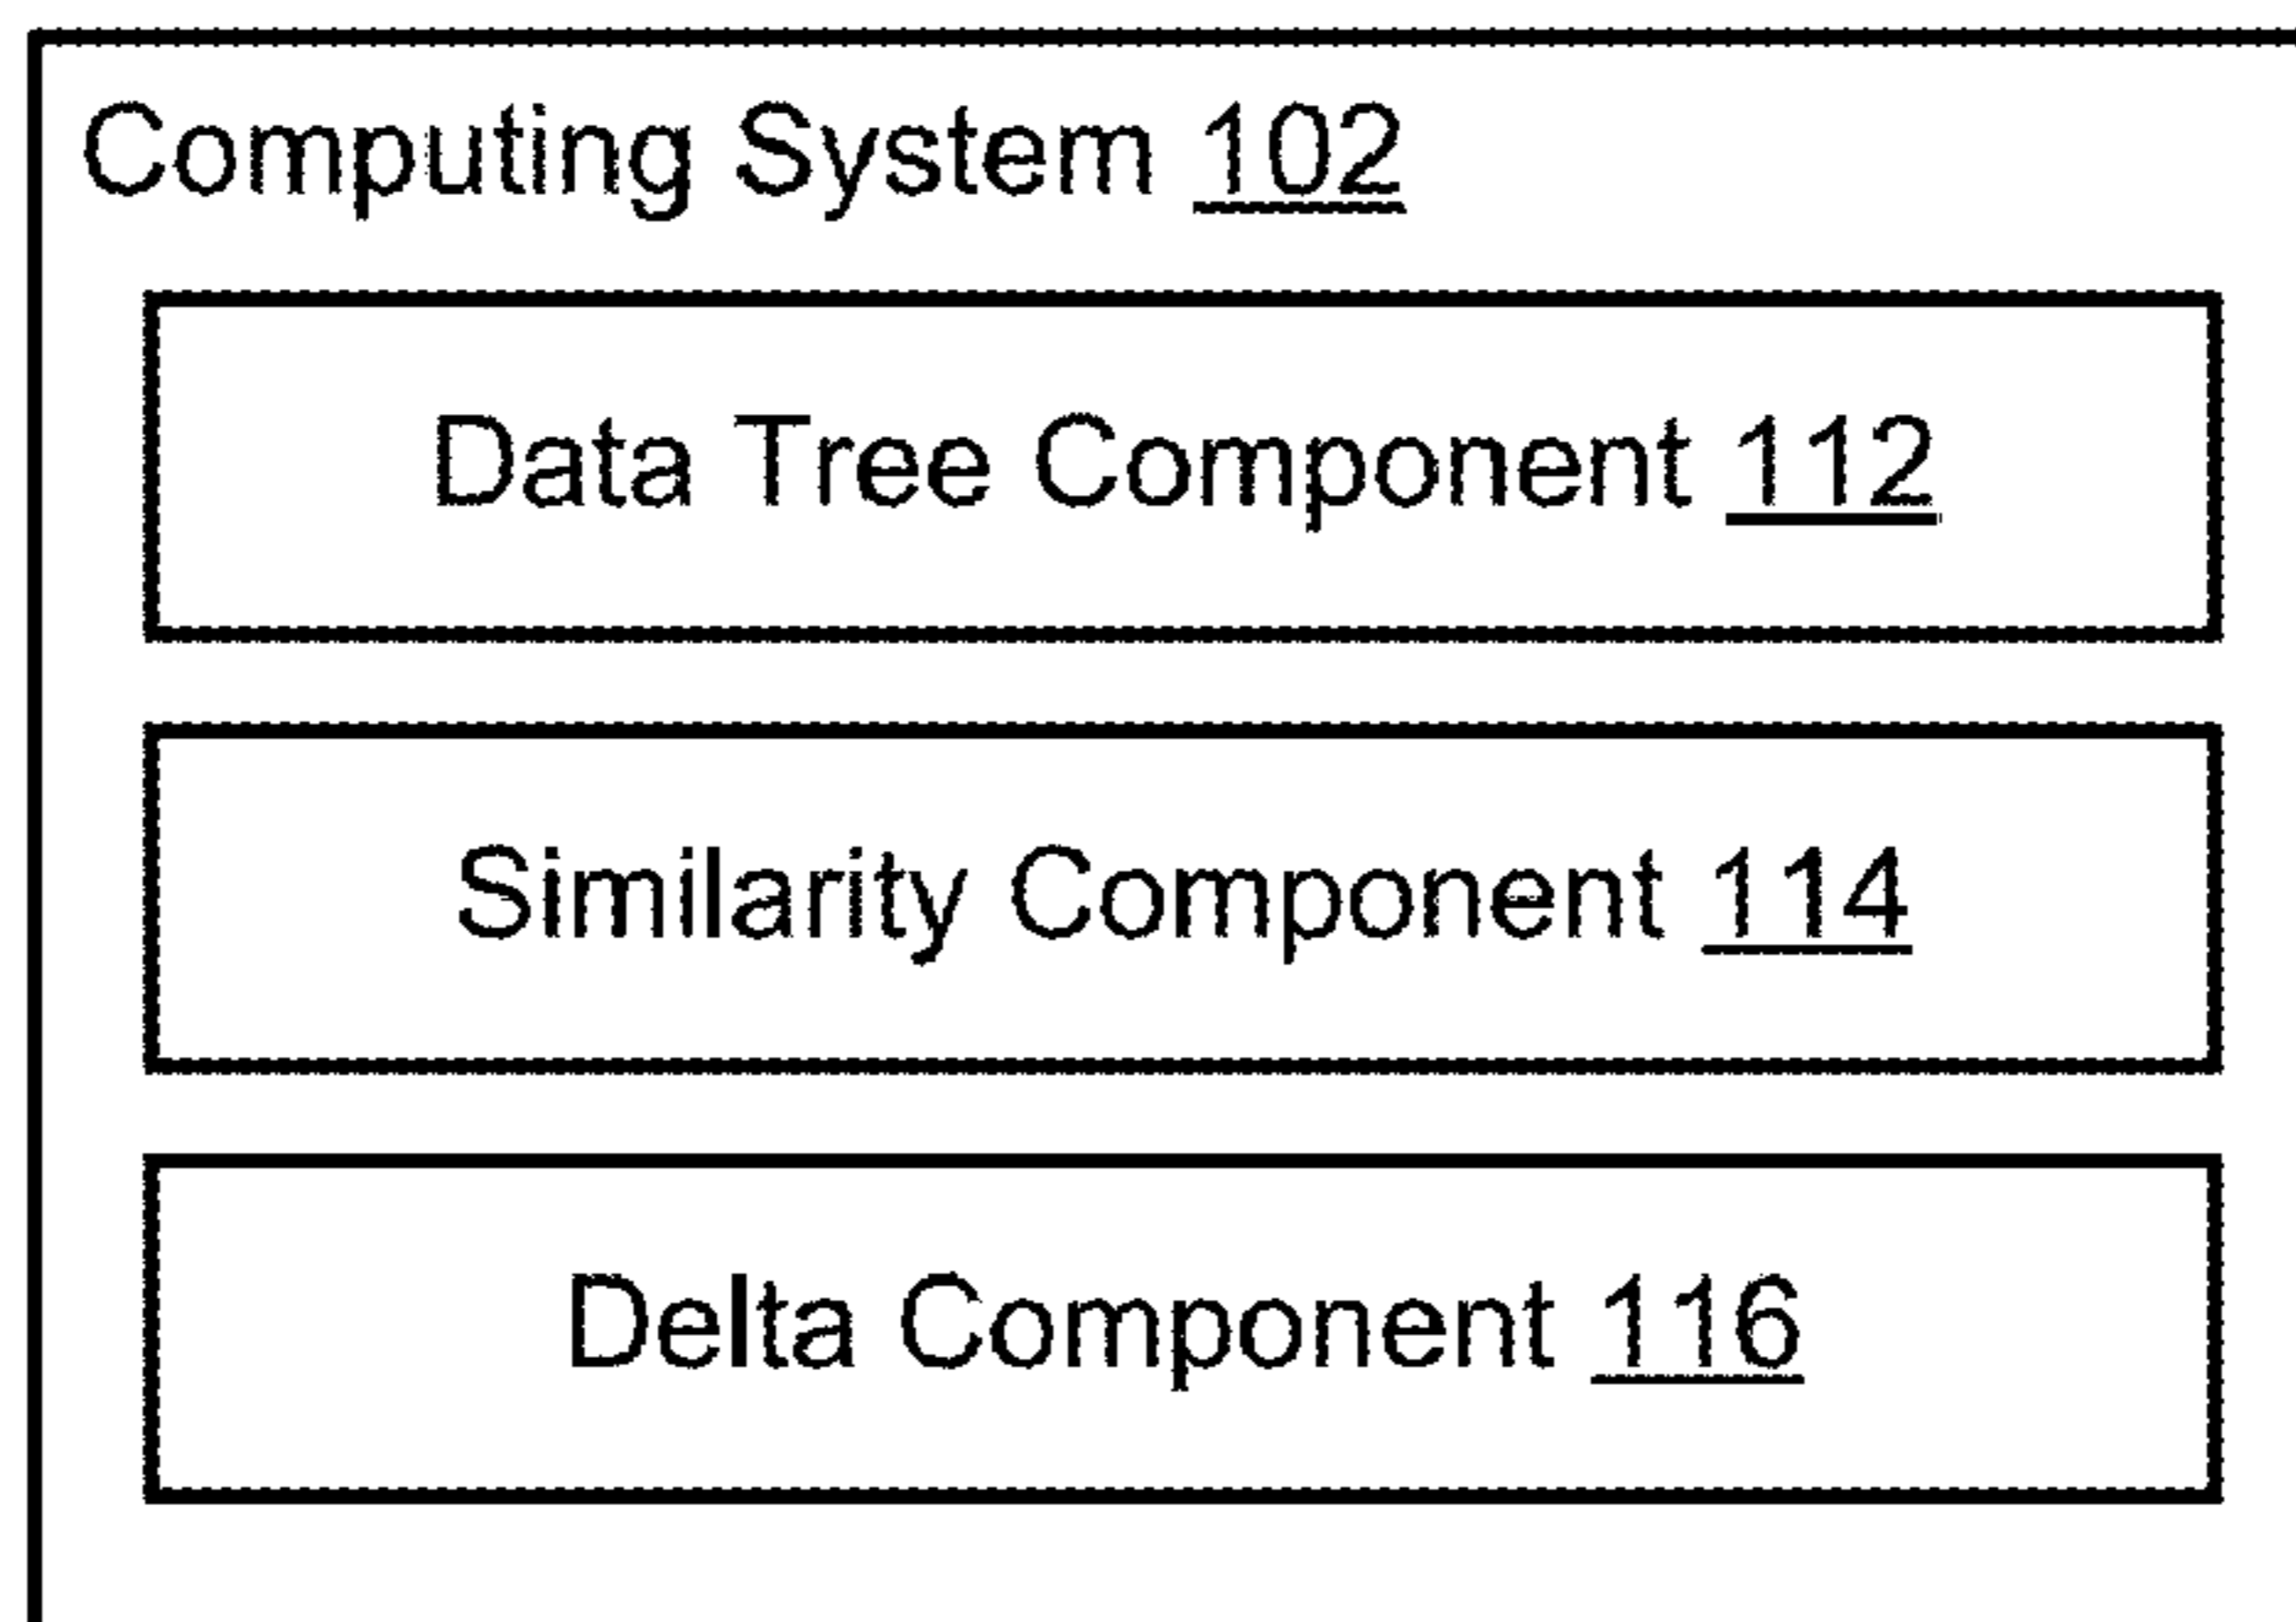 Computing System 102
Data Tree Component 112
Similarity Component 114
Delta Component 116